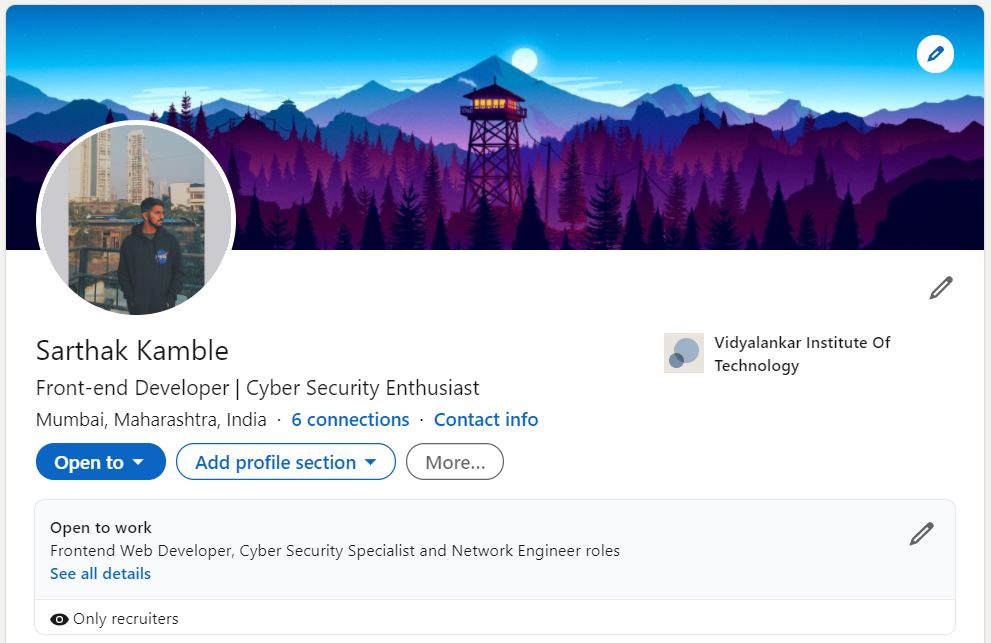 Sarthak Kamble
Vidyalankar Institute Of
Technology
Front-end Developer | Cyber Security Enthusiast
Mumbai, Maharashtra, India · 6 connections · Contact info
Open to
Add profile section
More...
Open to work
Frontend Web Developer, Cyber Security Specialist and Network Engineer roles
See all details
Only recruiters